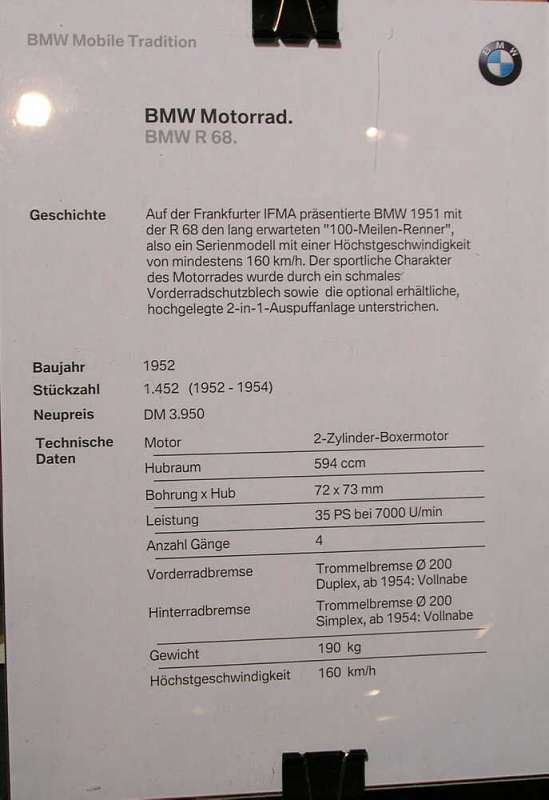 BMW Mobile Tradition
BMW
BMW Motorrad.
BMW R 68.
Geschichte
Auf der Frankfurter IFMA präsentierte BMW 1951 mit
der R 68 den lang erwarteten "100-Meilen-Renner",
also ein Serienmodell mit einer Höchstgeschwindigkeit
von mindestens 160 km/h. Der sportliche Charakter
des Motorrades wurde durch ein schmales
Vorderradschutzblech sowie die optional erhältliche,
hochgelegte 2-in-1-Auspuffanlage unterstrichen.
Baujahr 1952
Stückzahl 1.452 (1952 - 1954)
Neupreis DM 3.950
Technische
Daten
Motor 2-Zylinder-Boxermotor
Hubraum 594 ccm
Bohrung x Hub 72 x 73 mm
Leistung 35 PS bei 7000 U/min
Anzahl Gänge 4
Vorderradbremse Trommelbremse Ø 200
Duplex, ab 1954: Vollnabe
Hinterradbremse Trommelbremse Ø 200
Simplex, ab 1954: Vollnabe
Gewicht 190 kg
Höchstgeschwindigkeit 160 km/h